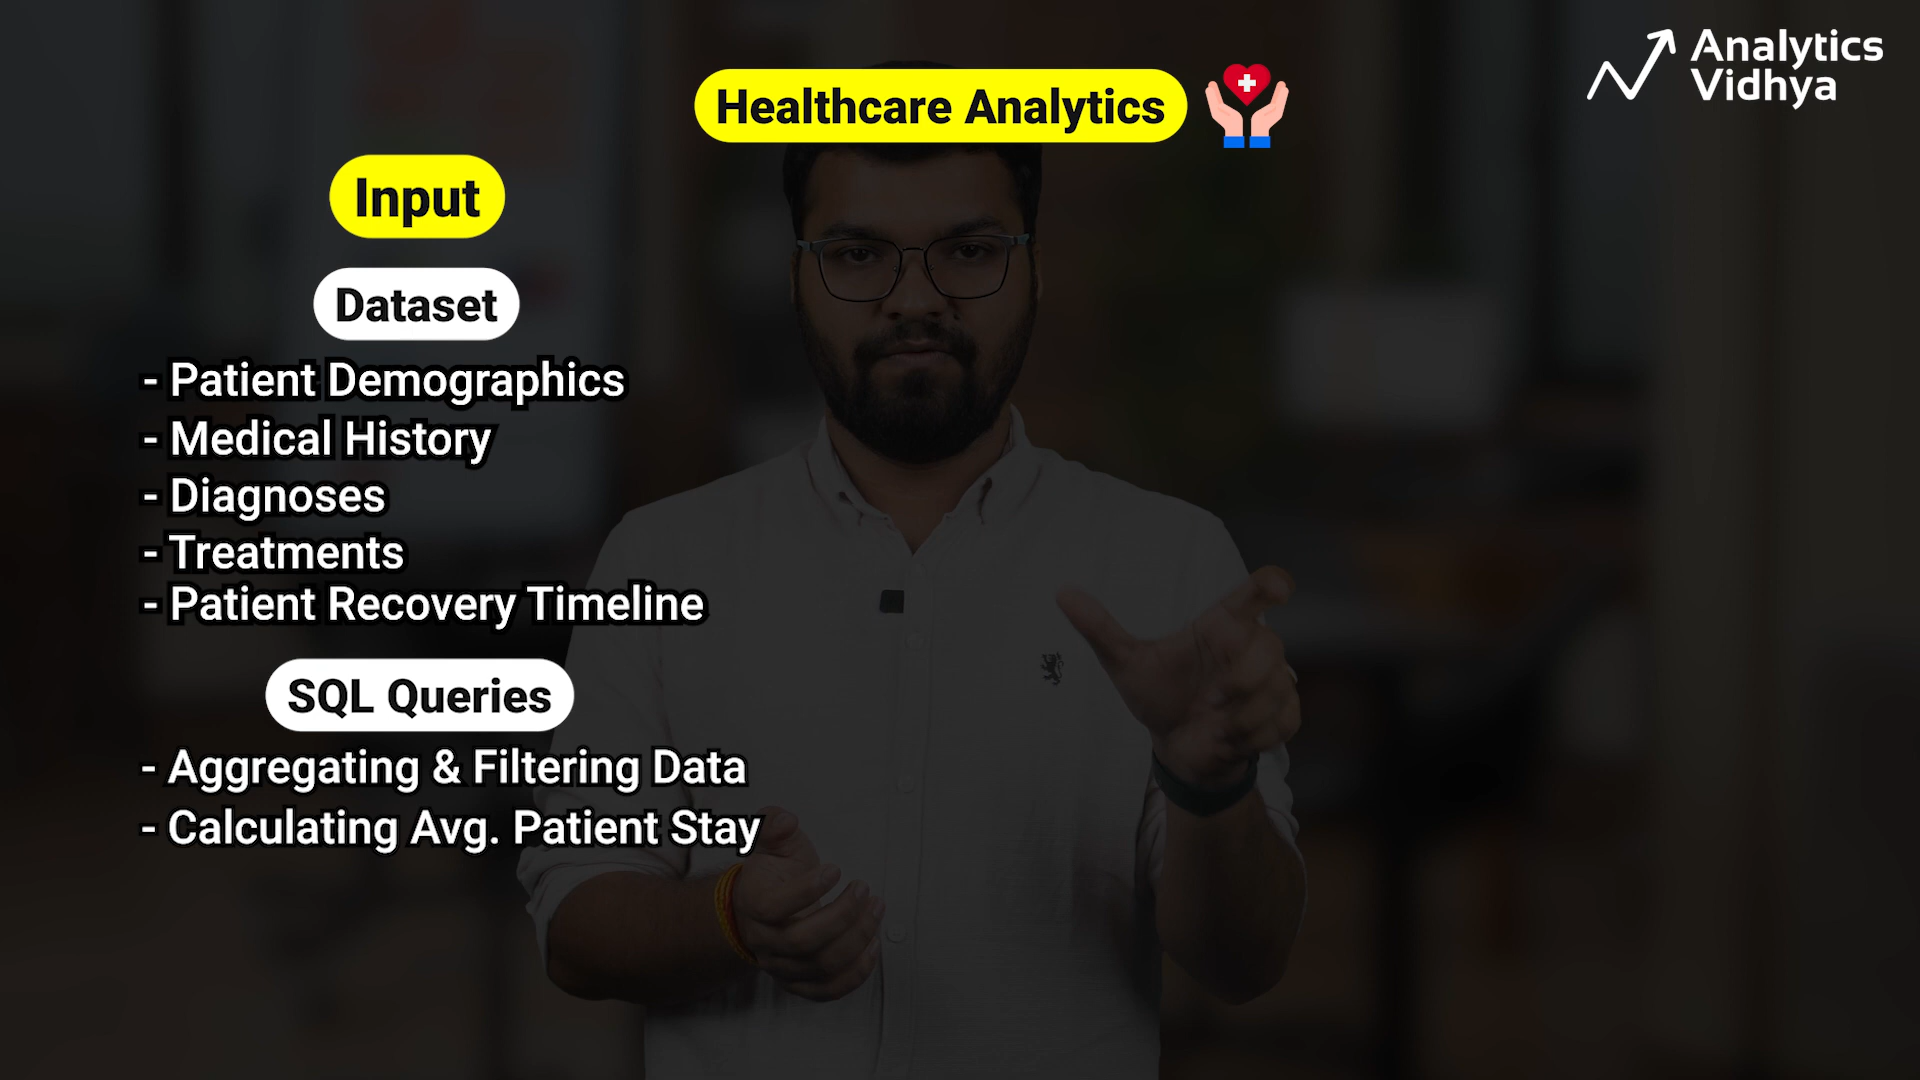 Analytics
Vidhya
Healthcare Analytics
Input
Dataset
- Patient Demographics
- Medical History
- Diagnoses
- Treatments
- Patient Recovery Timeline
SQL Queries
- Aggregating & Filtering Data
- Calculating Avg. Patient Stay